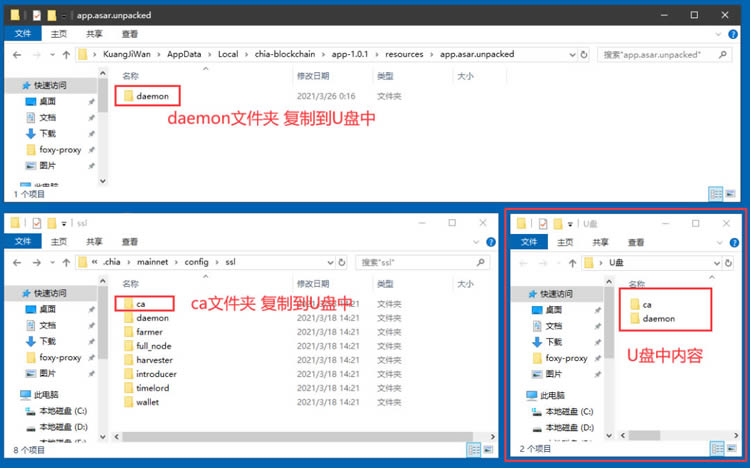 app.asar.unpacked
文件 主页 共享 查看
KuangJiWan › AppData › Local › chia-blockchain › app-1.0.1 › resources › app.asar.unpacked
搜索"app.asar.unpacked"
名称 修改日期 类型 大小
快速访问
桌面
文档
下载
foxy-proxy
图片
此电脑
daemon 2021/3/26 0:16 文件夹
daemon文件夹 复制到U盘中
1 个项目
ssl
文件 主页 共享 查看
« .chia › mainnet › config › ssl
搜索"ssl"
名称 修改日期 类型 大小
快速访问
桌面
文档
下载
foxy-proxy
图片
此电脑
本地磁盘 (C:)
本地磁盘 (D:)
ca 2021/3/18 14:21 文件夹
ca文件夹 复制到U盘中
daemon 2021/3/18 14:21 文件夹
farmer 2021/3/18 14:21 文件夹
full_node 2021/3/18 14:21 文件夹
harvester 2021/3/18 14:21 文件夹
introducer 2021/3/18 14:21 文件夹
timelord 2021/3/18 14:21 文件夹
wallet 2021/3/18 14:21 文件夹
8 个项目
U盘
文件 主页 共享 查看
› U盘
名称
快速访问
桌面
文档
下载
foxy-proxy
图片
此电脑
本地磁盘 (C:)
本地磁盘 (D:)
ca
daemon
U盘中内容
2 个项目